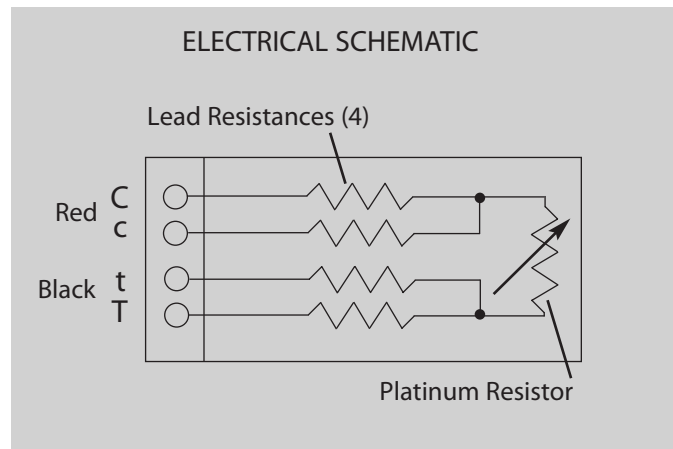 ELECTRICAL SCHEMATIC
Lead Resistances (4)
Red
C
c
Black
t
T
Platinum Resistor